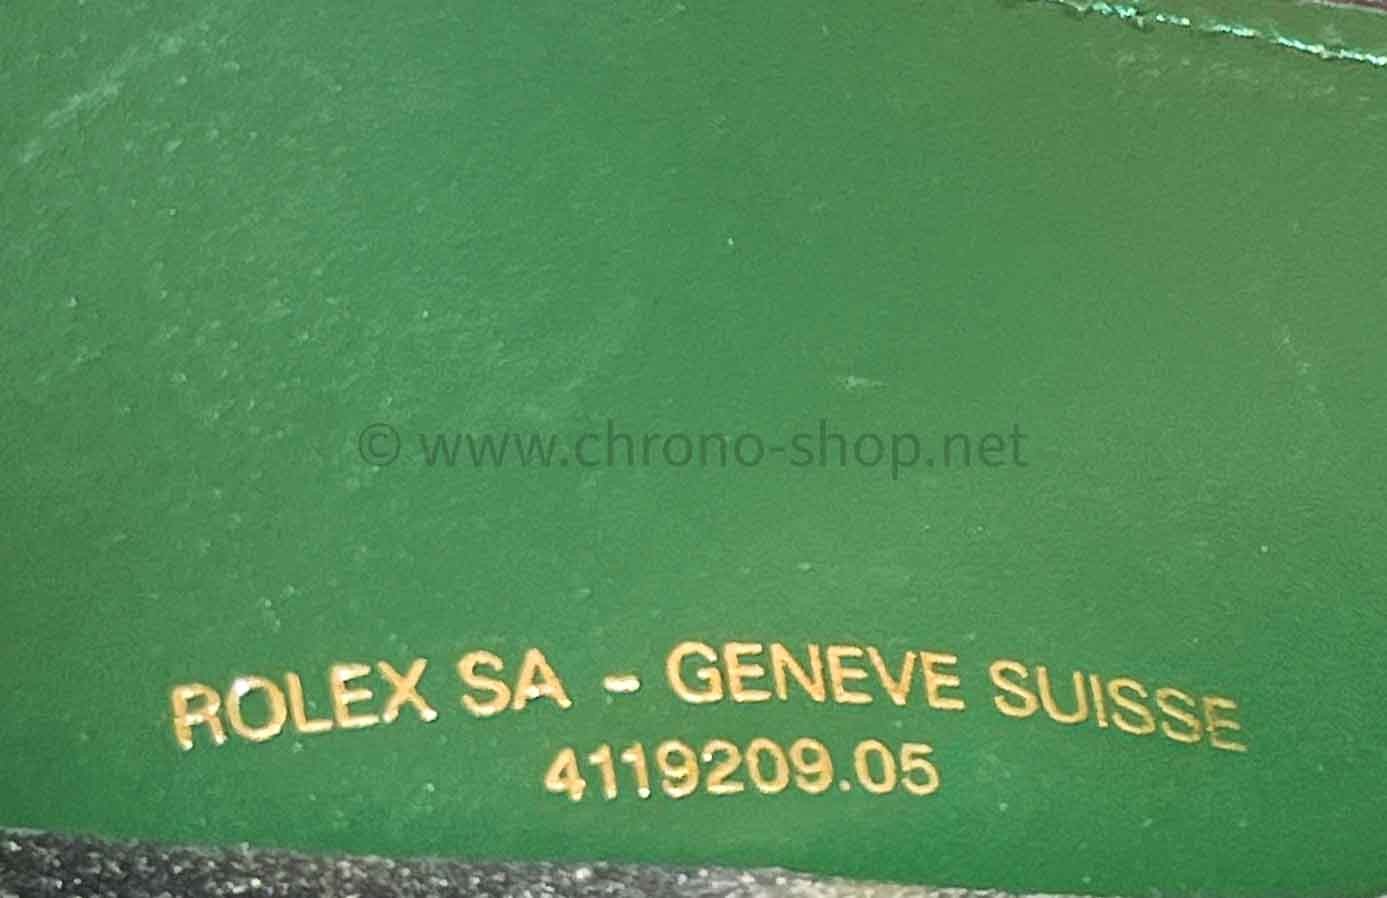 © www.chrono-shop.net
ROLEX SA - GENEVE SUISSE
4119209.05